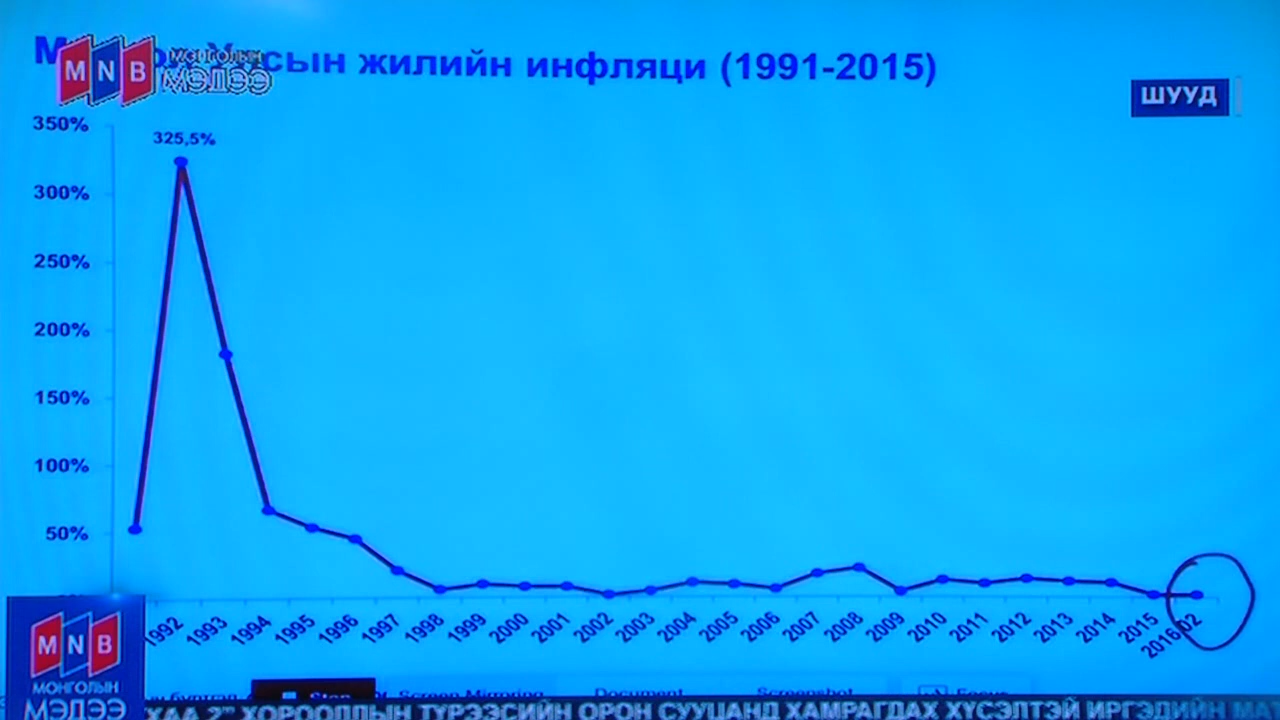 MNB МОНГОЛЫН МЭДЭЭ
жилийн инфляци (1991-2015)
ШУУД
350%
325,5%
300%
250%
200%
150%
100%
50%
1992 1993 1994 1995 1996 1997 1998 1999 2000 2001 2002 2003 2004 2005 2006 2007 2008 2009 2010 2011 2012 2013 2014 2015 2016.02
MNB
МОНГОЛЫН
МЭДЭЭ
Stop Screen Mirroring Document Screenshot Focus
ХАА 2" ХОРООЛЛЫН ТҮРЭЭСИЙН ОРОН СУУЦАНД ХАМРАГДАХ ХҮСЭЛТЭЙ ИРГЭДИЙН